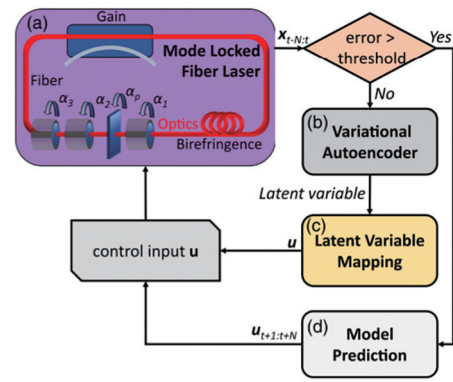 (a)
Gain
Mode Locked
Fiber Laser
Fiber
α3
α2
αp
α1
Optics
Birefringence
xt-N:t
error >
threshold
Yes
No
(b)
Variational
Autoencoder
Latent variable
(c)
Latent Variable
Mapping
u
control input u
ut+1:t+N
(d)
Model
Prediction